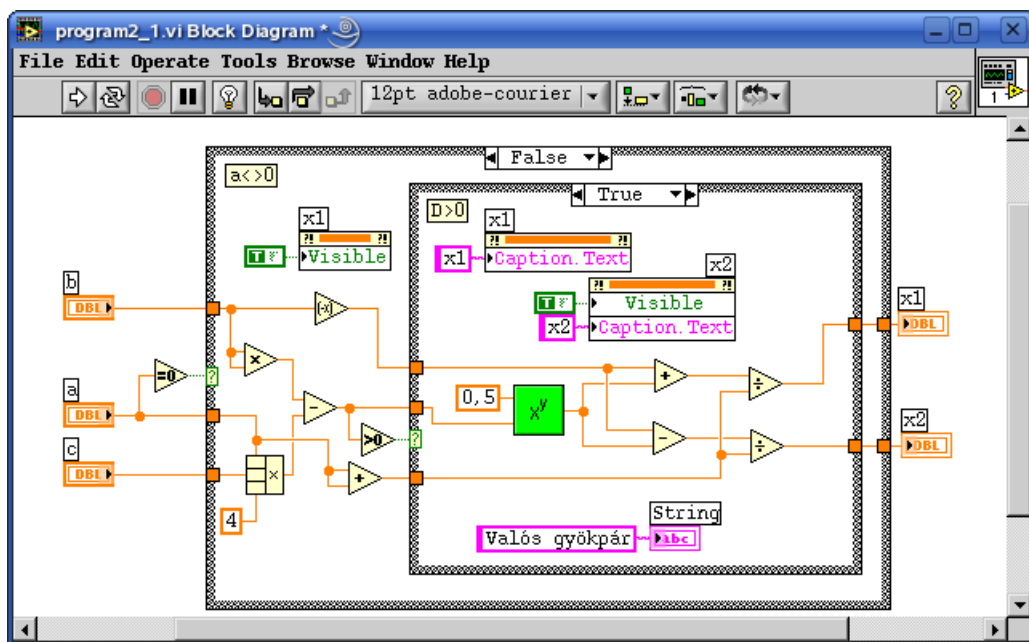 program2_1.vi Block Diagram *
File Edit Operate Tools Browse Window Help
12pt adobe-courier
?
1
False
a<>0
True
x1
?! ?!
T F
Visible
D>0
x1
?! ?!
x1
Caption.Text
x2
?! ?!
T F
Visible
x2
Caption.Text
b
DBL
(-x)
x1
DBL
=0
?
×
+
÷
a
DBL
0,5
x^y
−
>0
?
−
÷
x2
DBL
c
DBL
×
+
4
String
Valós gyökpár
abc